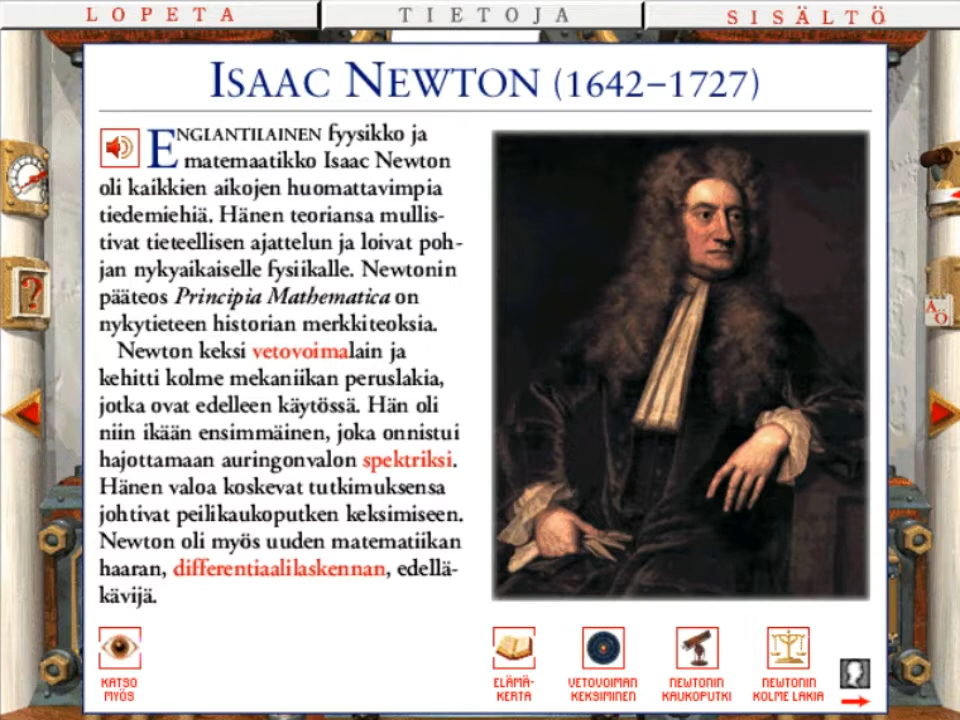 LOPETA
TIETOJA
SISÄLTÖ
ISAAC NEWTON (1642–1727)
ENGLANTILAINEN fyysikko ja
matemaatikko Isaac Newton
oli kaikkien aikojen huomattavimpia
tiedemiehiä. Hänen teoriansa mullis-
tivat tieteellisen ajattelun ja loivat poh-
jan nykyaikaiselle fysiikalle. Newtonin
pääteos Principia Mathematica on
nykytieteen historian merkkiteoksia.
Newton keksi vetovoimalain ja
kehitti kolme mekaniikan peruslakia,
jotka ovat edelleen käytössä. Hän oli
niin ikään ensimmäinen, joka onnistui
hajottamaan auringonvalon spektriksi.
Hänen valoa koskevat tutkimuksensa
johtivat peilikaukoputken keksimiseen.
Newton oli myös uuden matematiikan
haaran, differentiaalilaskennan, edellä-
kävijä.
KATSO
MYÖS
ELÄMÄ-
KERTA
VETOVOIMAN
KEKSIMINEN
NEWTONIN
KAUKOPUTKI
NEWTONIN
KOLME LAKIA
?
AÖ